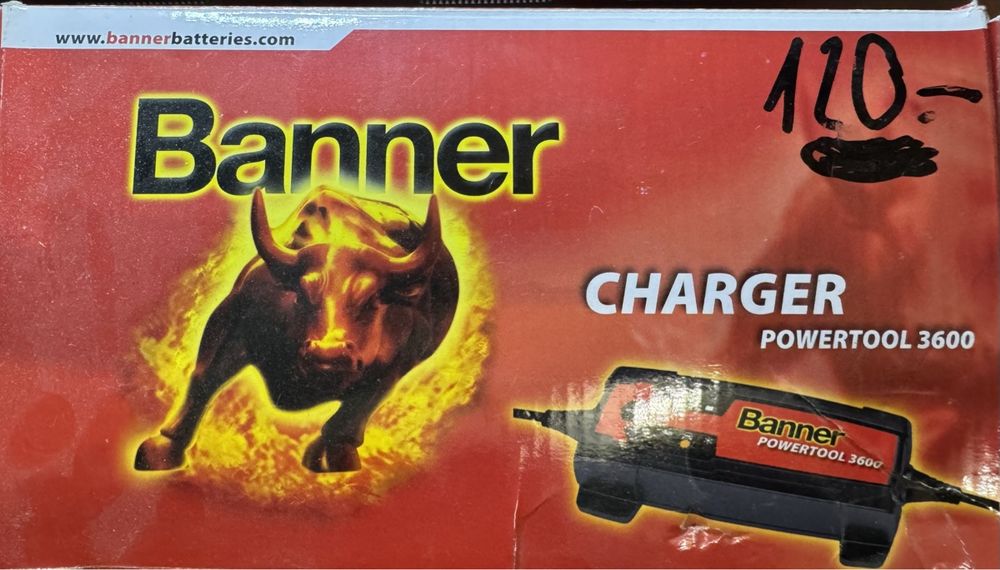 www.bannerbatteries.com
120.-
Banner
CHARGER
POWERTOOL 3600
Banner
POWERTOOL 3600